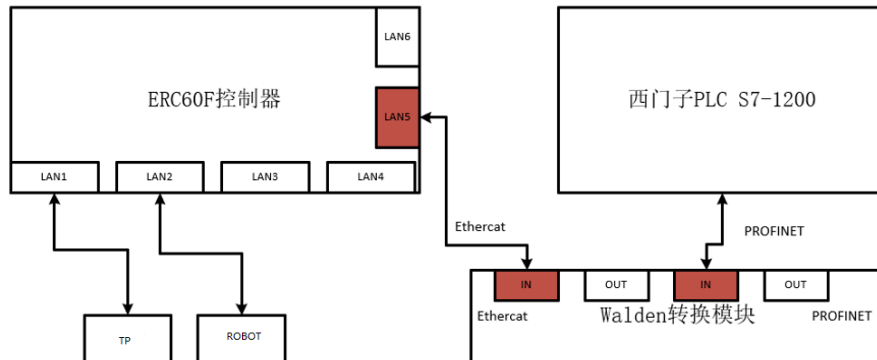 LAN6
ERC60F控制器
西门子PLC S7-1200
LAN5
LAN1
LAN2
LAN3
LAN4
Ethercat
PROFINET
IN
OUT
IN
OUT
Ethercat
Walden转换模块
PROFINET
TP
ROBOT